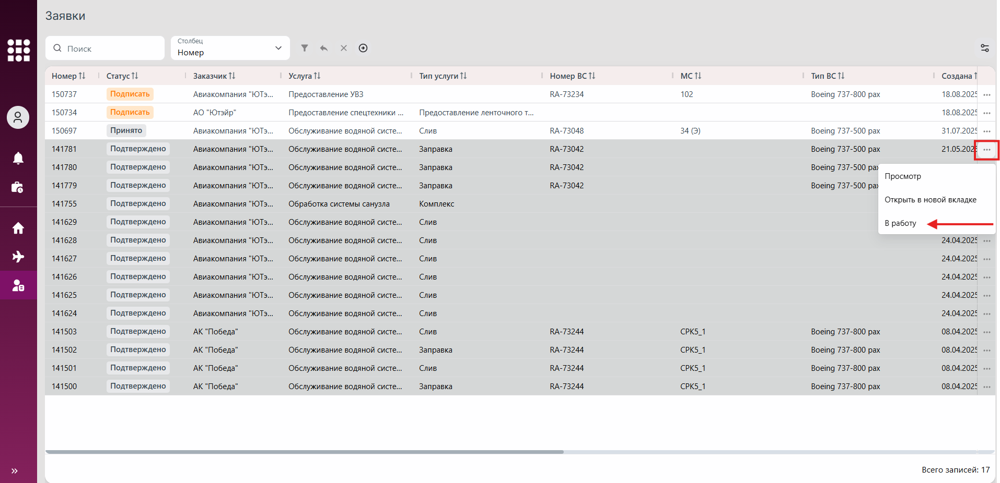 Заявки
Поиск
Столбец
Номер
Номер Статус Заказчик Услуга Тип услуги Номер ВС МС Тип ВС Создана
150737 Подписать Авиакомпания "ЮТэ... Предоставление УВЗ RA-73234 102 Boeing 737-800 pax 18.08.2025
150734 Подписать АО "Ютэйр" Предоставление спецтехники ... Предоставление ленточного т... 18.08.2025
150697 Принято Авиакомпания "ЮТэ... Обслуживание водяной систе... Слив RA-73048 34 (Э) Boeing 737-500 pax 31.07.2025
141781 Подтверждено Авиакомпания "ЮТэ... Обслуживание водяной систе... Заправка RA-73042 Boeing 737-500 pax 21.05.2025
141780 Подтверждено Авиакомпания "ЮТэ... Обслуживание водяной систе... Заправка RA-73042 Boeing 737-500 pax
Просмотр
141779 Подтверждено Авиакомпания "ЮТэ... Обслуживание водяной систе... Заправка RA-73042 Boeing 737-500 pax
Открыть в новой вкладке
141755 Подтверждено Авиакомпания "ЮТэ... Обработка системы санузла Комплекс
141629 Подтверждено Авиакомпания "ЮТэ... Обслуживание водяной систе... Слив
В работу
141628 Подтверждено Авиакомпания "ЮТэ... Обслуживание водяной систе... Слив 24.04.2025
141627 Подтверждено Авиакомпания "ЮТэ... Обслуживание водяной систе... Слив 24.04.2025
141626 Подтверждено Авиакомпания "ЮТэ... Обслуживание водяной систе... Слив 24.04.2025
141625 Подтверждено Авиакомпания "ЮТэ... Обслуживание водяной систе... Слив 24.04.2025
141624 Подтверждено Авиакомпания "ЮТэ... Обслуживание водяной систе... Слив 24.04.2025
141503 Подтверждено АК "Победа" Обслуживание водяной систе... Слив RA-73244 СРК5_1 Boeing 737-800 pax 08.04.2025
141502 Подтверждено АК "Победа" Обслуживание водяной систе... Заправка RA-73244 СРК5_1 Boeing 737-800 pax 08.04.2025
141501 Подтверждено АК "Победа" Обслуживание водяной систе... Слив RA-73244 СРК5_1 Boeing 737-800 pax 08.04.2025
141500 Подтверждено АК "Победа" Обслуживание водяной систе... Заправка RA-73244 СРК5_1 Boeing 737-800 pax 08.04.2025
Всего записей: 17